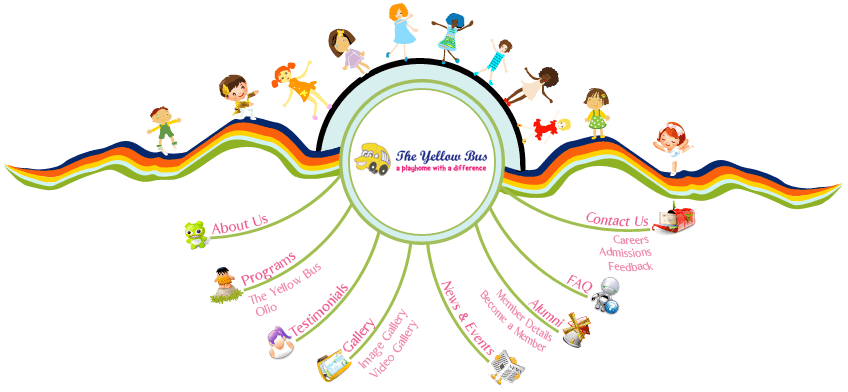 The Yellow Bus
a playhome with a difference
About Us
Programs
The Yellow Bus
Olio
Testimonials
Gallery
Image Gallery
Video Gallery
News & Events
NEWS
Alumni
Member Details
Become a Member
FAQ
Contact Us
Careers
Admissions
Feedback